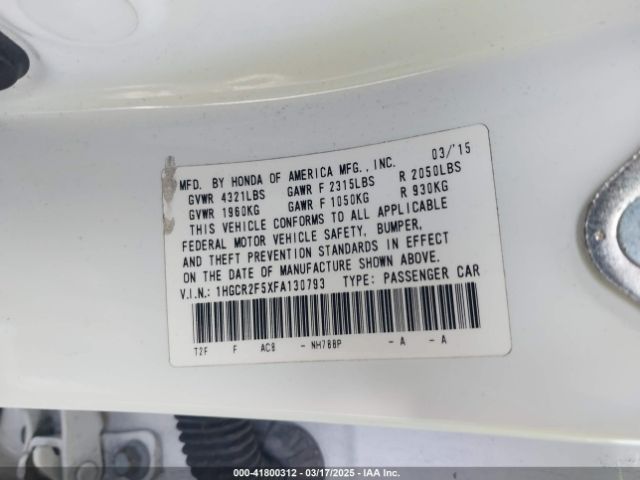 MFD. BY HONDA OF AMERICA MFG., INC. 03/'15
GVWR 4321LBS GAWR F 2315LBS R 2050LBS
GVWR 1960KG GAWR F 1050KG R 930KG
THIS VEHICLE CONFORMS TO ALL APPLICABLE
FEDERAL MOTOR VEHICLE SAFETY, BUMPER,
AND THEFT PREVENTION STANDARDS IN EFFECT
ON THE DATE OF MANUFACTURE SHOWN ABOVE.
V.I.N.: 1HGCR2F5XFA130793 TYPE: PASSENGER CAR
T2F F AC8 - NH788P - A - A
000-41800312 | 03/17/2025 | IAA Inc.